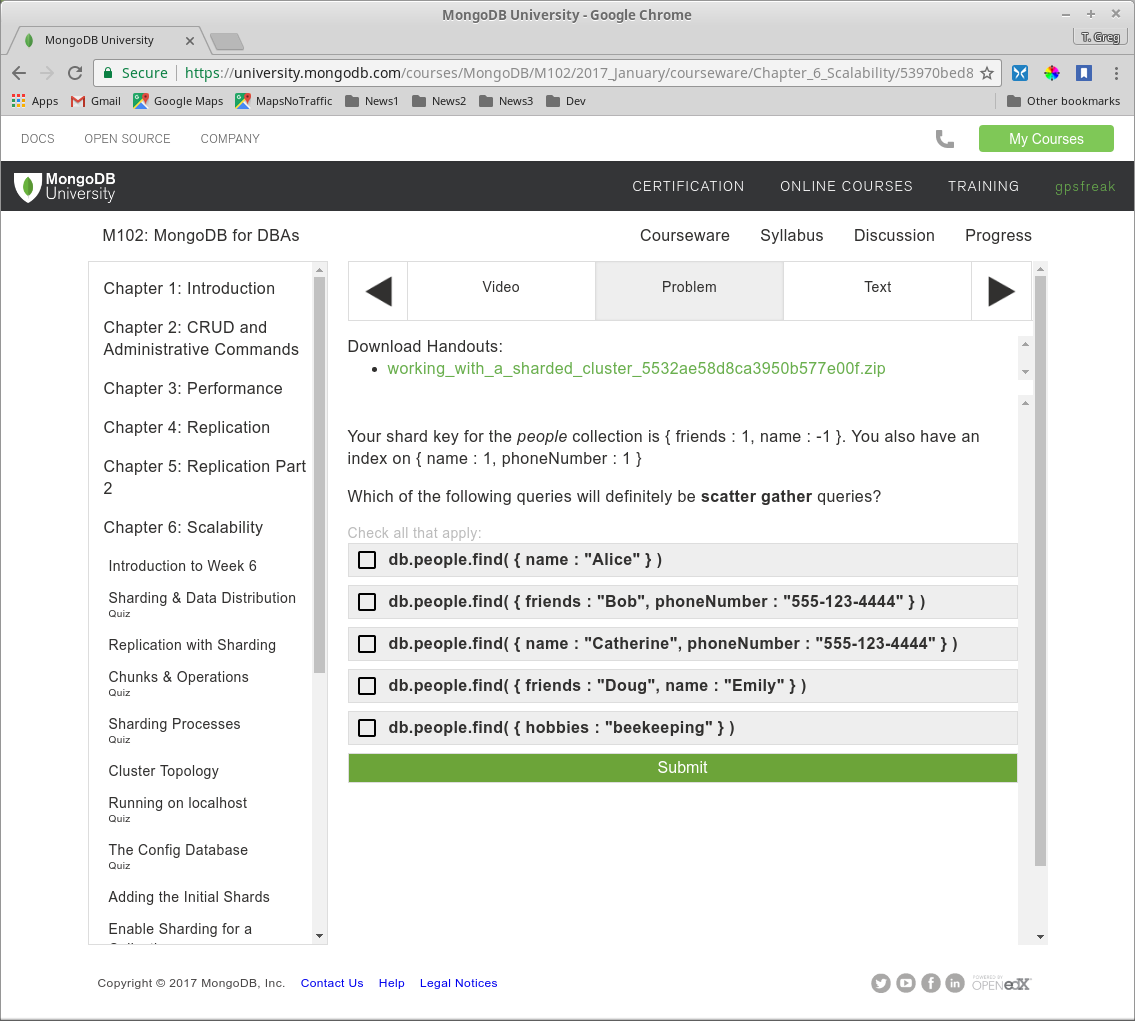 MongoDB University - Google Chrome
MongoDB University
T. Greg
Secure https://university.mongodb.com/courses/MongoDB/M102/2017_January/courseware/Chapter_6_Scalability/53970bed8
Apps Gmail Google Maps MapsNoTraffic News1 News2 News3 Dev Other bookmarks
DOCS OPEN SOURCE COMPANY My Courses
MongoDB
University
CERTIFICATION ONLINE COURSES TRAINING gpsfreak
M102: MongoDB for DBAs
Courseware Syllabus Discussion Progress
Chapter 1: Introduction
Chapter 2: CRUD and
Administrative Commands
Chapter 3: Performance
Chapter 4: Replication
Chapter 5: Replication Part
2
Chapter 6: Scalability
Introduction to Week 6
Sharding & Data Distribution
Quiz
Replication with Sharding
Chunks & Operations
Quiz
Sharding Processes
Quiz
Cluster Topology
Running on localhost
Quiz
The Config Database
Quiz
Adding the Initial Shards
Enable Sharding for a
Video Problem Text
Download Handouts:
• working_with_a_sharded_cluster_5532ae58d8ca3950b577e00f.zip
Your shard key for the people collection is { friends : 1, name : -1 }. You also have an
index on { name : 1, phoneNumber : 1 }
Which of the following queries will definitely be scatter gather queries?
Check all that apply:
db.people.find( { name : "Alice" } )
db.people.find( { friends : "Bob", phoneNumber : "555-123-4444" } )
db.people.find( { name : "Catherine", phoneNumber : "555-123-4444" } )
db.people.find( { friends : "Doug", name : "Emily" } )
db.people.find( { hobbies : "beekeeping" } )
Submit
Copyright © 2017 MongoDB, Inc. Contact Us Help Legal Notices
POWERED BY
OPEN edX